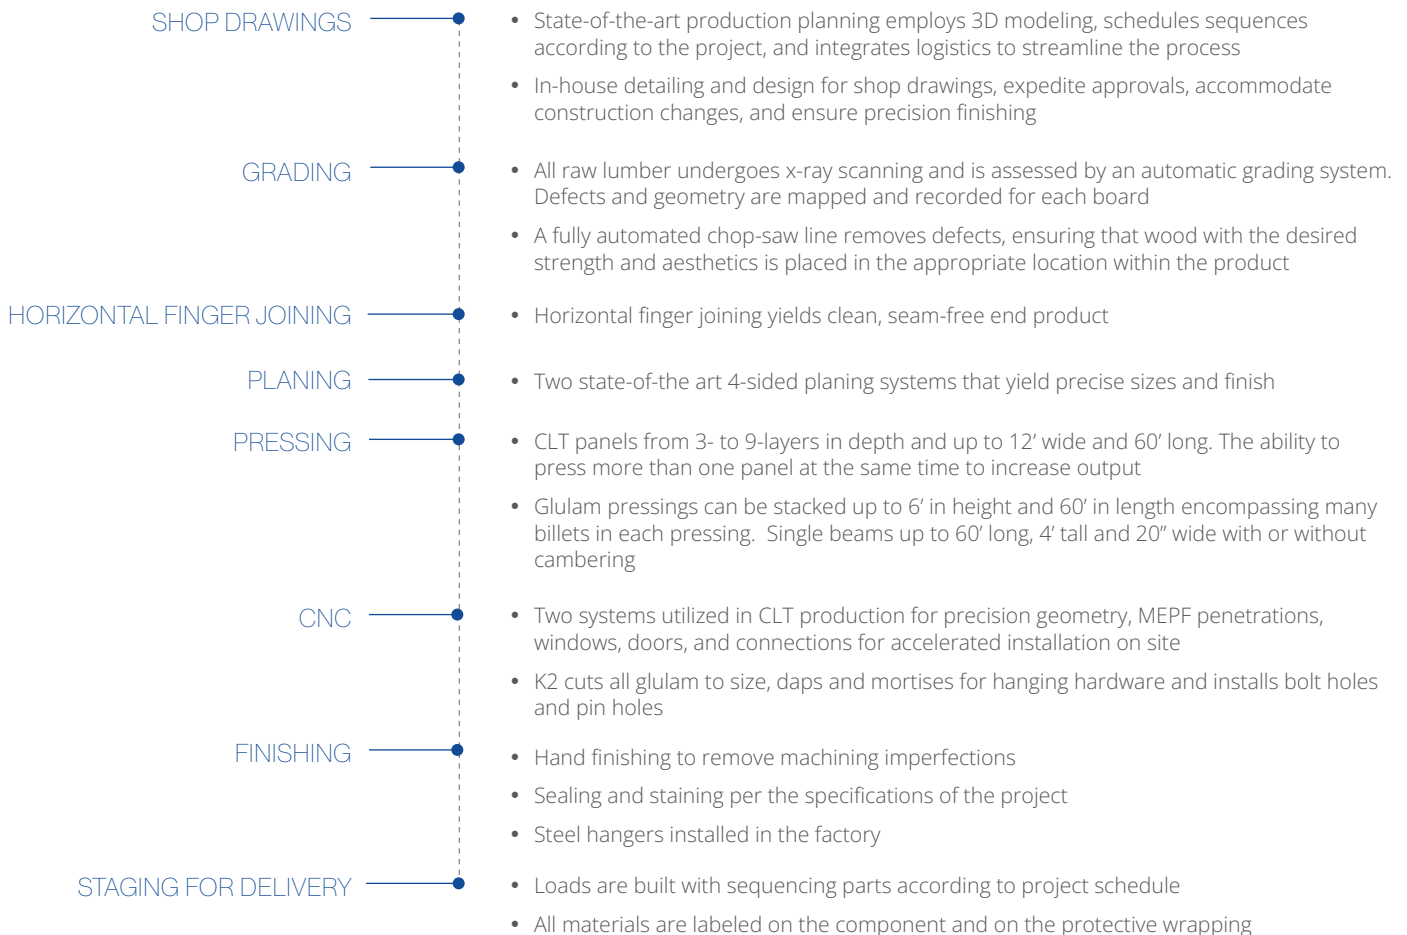 SHOP DRAWINGS
• State-of-the-art production planning employs 3D modeling, schedules sequences
according to the project, and integrates logistics to streamline the process
• In-house detailing and design for shop drawings, expedite approvals, accommodate
construction changes, and ensure precision finishing
GRADING
• All raw lumber undergoes x-ray scanning and is assessed by an automatic grading system.
Defects and geometry are mapped and recorded for each board
• A fully automated chop-saw line removes defects, ensuring that wood with the desired
strength and aesthetics is placed in the appropriate location within the product
HORIZONTAL FINGER JOINING
• Horizontal finger joining yields clean, seam-free end product
PLANING
• Two state-of-the art 4-sided planing systems that yield precise sizes and finish
PRESSING
• CLT panels from 3- to 9-layers in depth and up to 12’ wide and 60’ long. The ability to
press more than one panel at the same time to increase output
• Glulam pressings can be stacked up to 6’ in height and 60’ in length encompassing many
billets in each pressing.  Single beams up to 60’ long, 4’ tall and 20” wide with or without
cambering
CNC
• Two systems utilized in CLT production for precision geometry, MEPF penetrations,
windows, doors, and connections for accelerated installation on site
• K2 cuts all glulam to size, daps and mortises for hanging hardware and installs bolt holes
and pin holes
FINISHING
• Hand finishing to remove machining imperfections
• Sealing and staining per the specifications of the project
• Steel hangers installed in the factory
STAGING FOR DELIVERY
• Loads are built with sequencing parts according to project schedule
• All materials are labeled on the component and on the protective wrapping